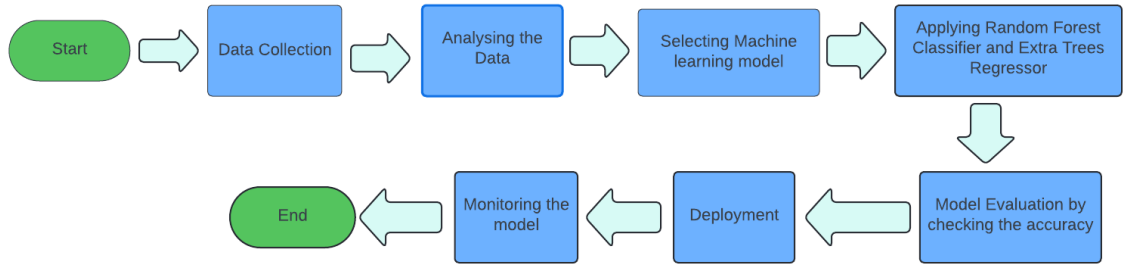 Start
Data Collection
Analysing the
Data
Selecting Machine
learning model
Applying Random Forest
Classifier and Extra Trees
Regressor
Model Evaluation by
checking the accuracy
Deployment
Monitoring the
model
End